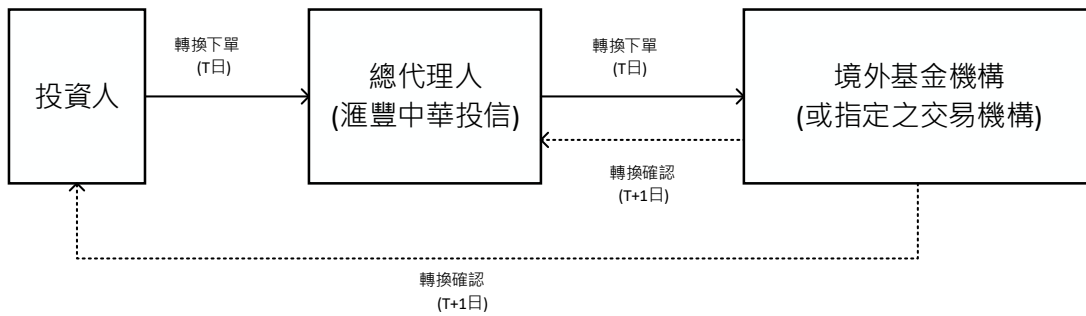 投資人
轉換下單
(T日)
總代理人
(滙豐中華投信)
轉換下單
(T日)
境外基金機構
(或指定之交易機構)
轉換確認
(T+1日)
轉換確認
(T+1日)